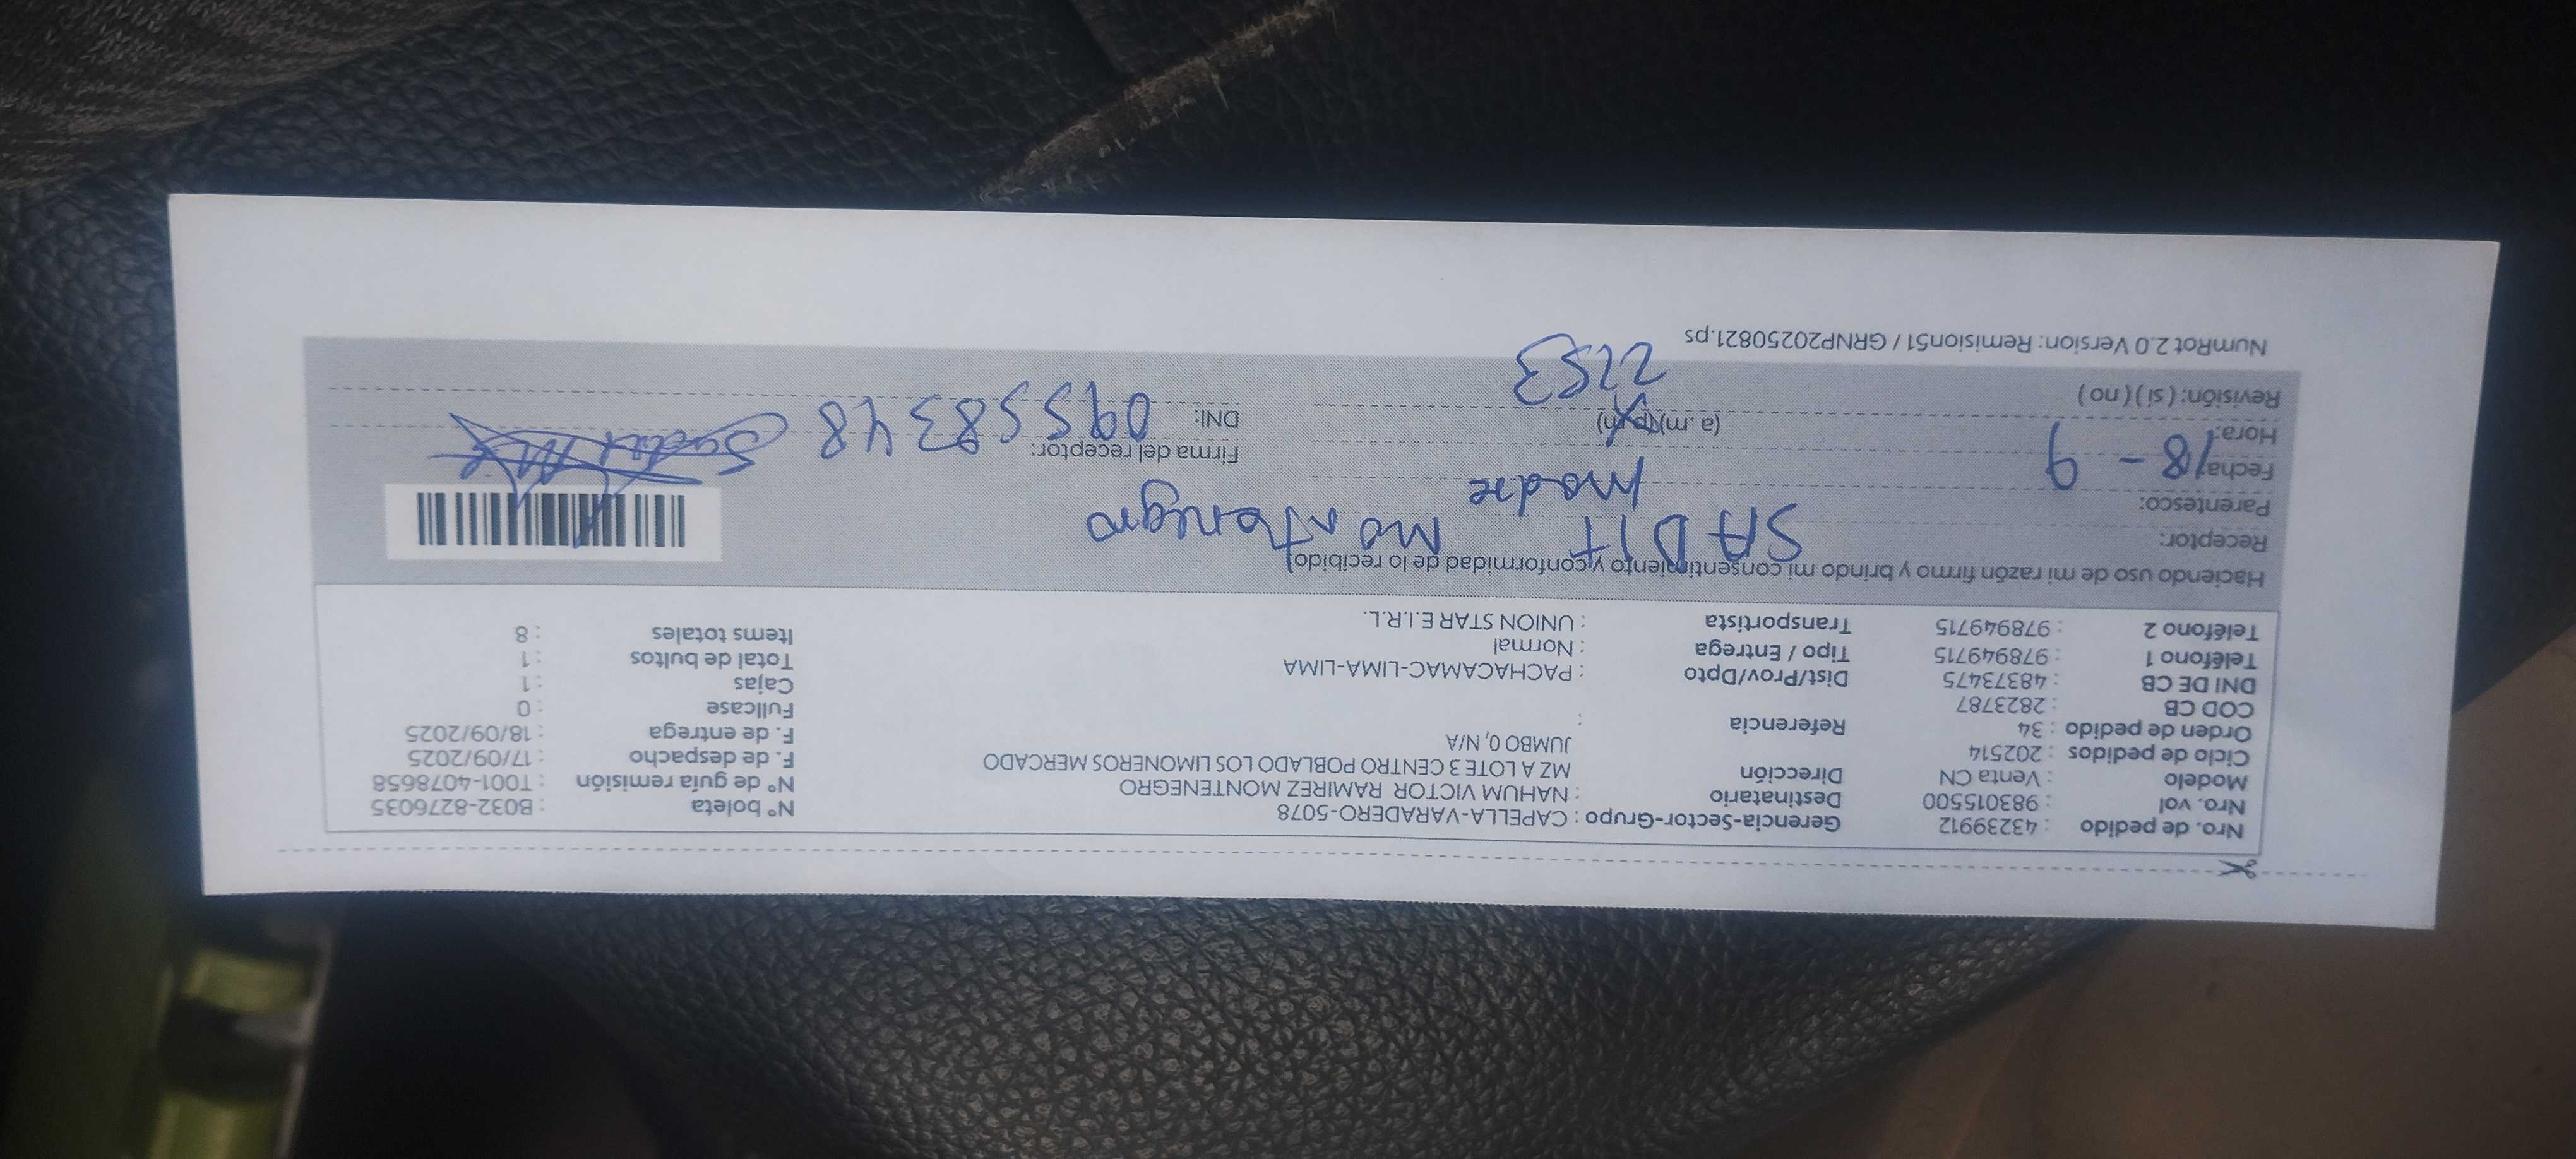 Nro. de pedido : 43239912 Gerencia-Sector-Grupo : CAPELLA-VARADERO-5078 N° boleta : B032-8276035
Nro. vol : 983015500 Destinatario : NAHUM VICTOR RAMIREZ MONTENEGRO N° de guía remisión : T001-4078658
Modelo : Venta CN Dirección : MZ A LOTE 3 CENTRO POBLADO LOS LIMONEROS MERCADO F. de despacho : 17/09/2025
Ciclo de pedidos : 202514 JUMBO 0, N/A F. de entrega : 18/09/2025
Orden de pedido : 34 Referencia : Fullcase : 0
COD CB : 2823787 Cajas : 1
DNI DE CB : 48373475 Dist/Prov/Dpto : PACHACAMAC-LIMA-LIMA Total de bultos : 1
Teléfono 1 : 978949715 Tipo / Entrega : Normal Items totales : 8
Teléfono 2 : 978949715 Transportista : UNION STAR E.I.R.L.
Haciendo uso de mi razón firmo y brindo mi consentimiento y conformidad de lo recibido
Receptor: SADIT Montenegro
Parentesco: madre
Fecha: 18-9 Firma del receptor:
Hora: (a.m) (p.m) 2253 DNI: 09558348
Revisión: ( si ) ( no )
NumRot 2.0 Version: Remision51 / GRNP20250821.ps